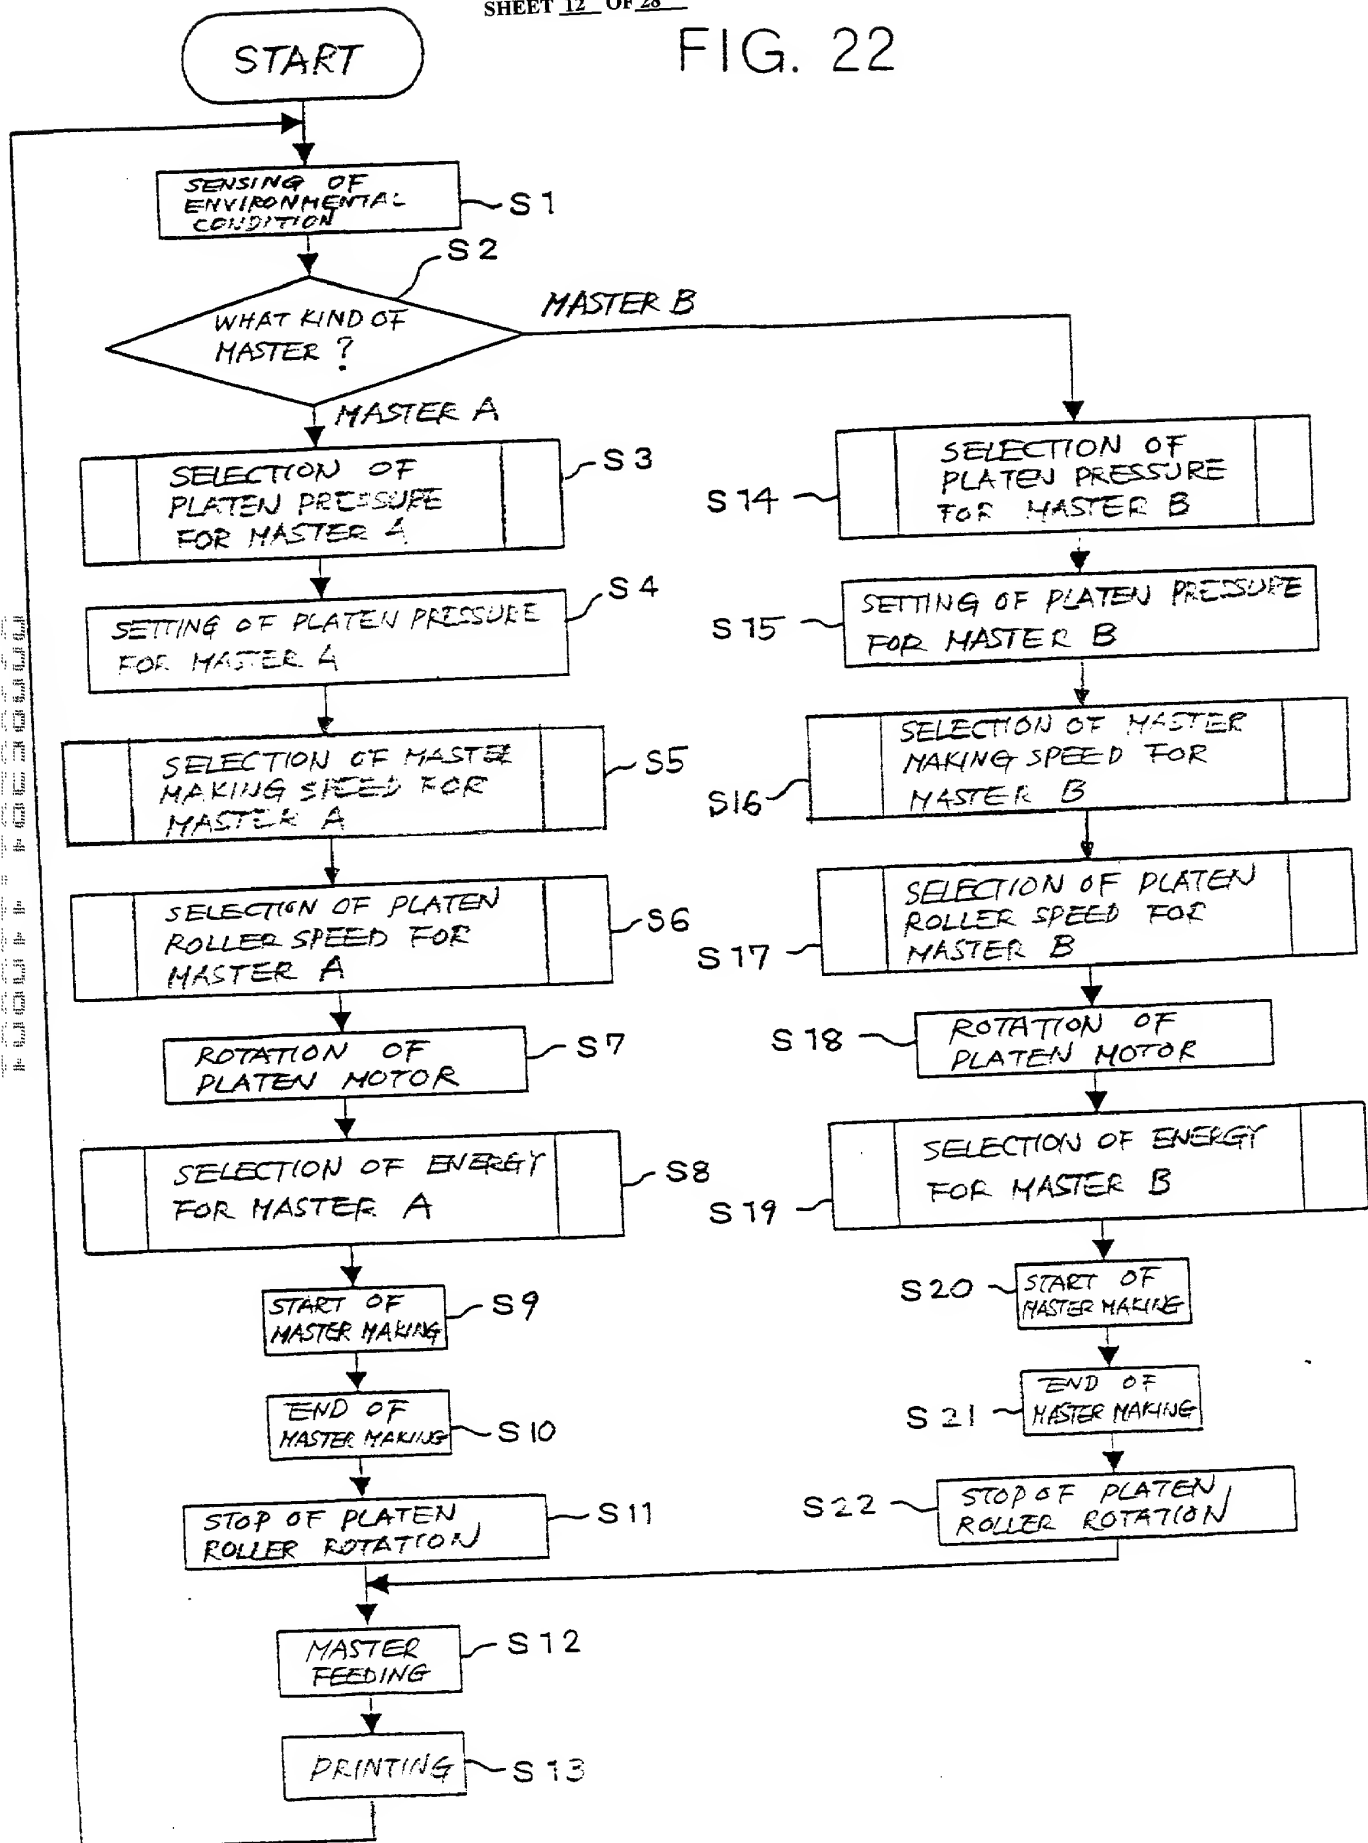 SHEET 12 OF 28
FIG. 22
START
SENSING OF
ENVIRONMENTAL
CONDITION
S1
S2
WHAT KIND OF
MASTER ?
MASTER B
MASTER A
SELECTION OF
PLATEN PRESSURE
FOR MASTER A
S3
SETTING OF PLATEN PRESSURE
FOR MASTER A
S4
SELECTION OF MASTER
MAKING SPEED FOR
MASTER A
S5
SELECTION OF PLATEN
ROLLER SPEED FOR
MASTER A
S6
ROTATION OF
PLATEN MOTOR
S7
SELECTION OF ENERGY
FOR MASTER A
S8
START OF
MASTER MAKING
S9
END OF
MASTER MAKING
S10
STOP OF PLATEN
ROLLER ROTATION
S11
MASTER
FEEDING
S12
PRINTING
S13
SELECTION OF
PLATEN PRESSURE
FOR MASTER B
S14
SETTING OF PLATEN PRESSURE
FOR MASTER B
S15
SELECTION OF MASTER
MAKING SPEED FOR
MASTER B
S16
SELECTION OF PLATEN
ROLLER SPEED FOR
MASTER B
S17
ROTATION OF
PLATEN MOTOR
S18
SELECTION OF ENERGY
FOR MASTER B
S19
START OF
MASTER MAKING
S20
END OF
MASTER MAKING
S21
STOP OF PLATEN
ROLLER ROTATION
S22